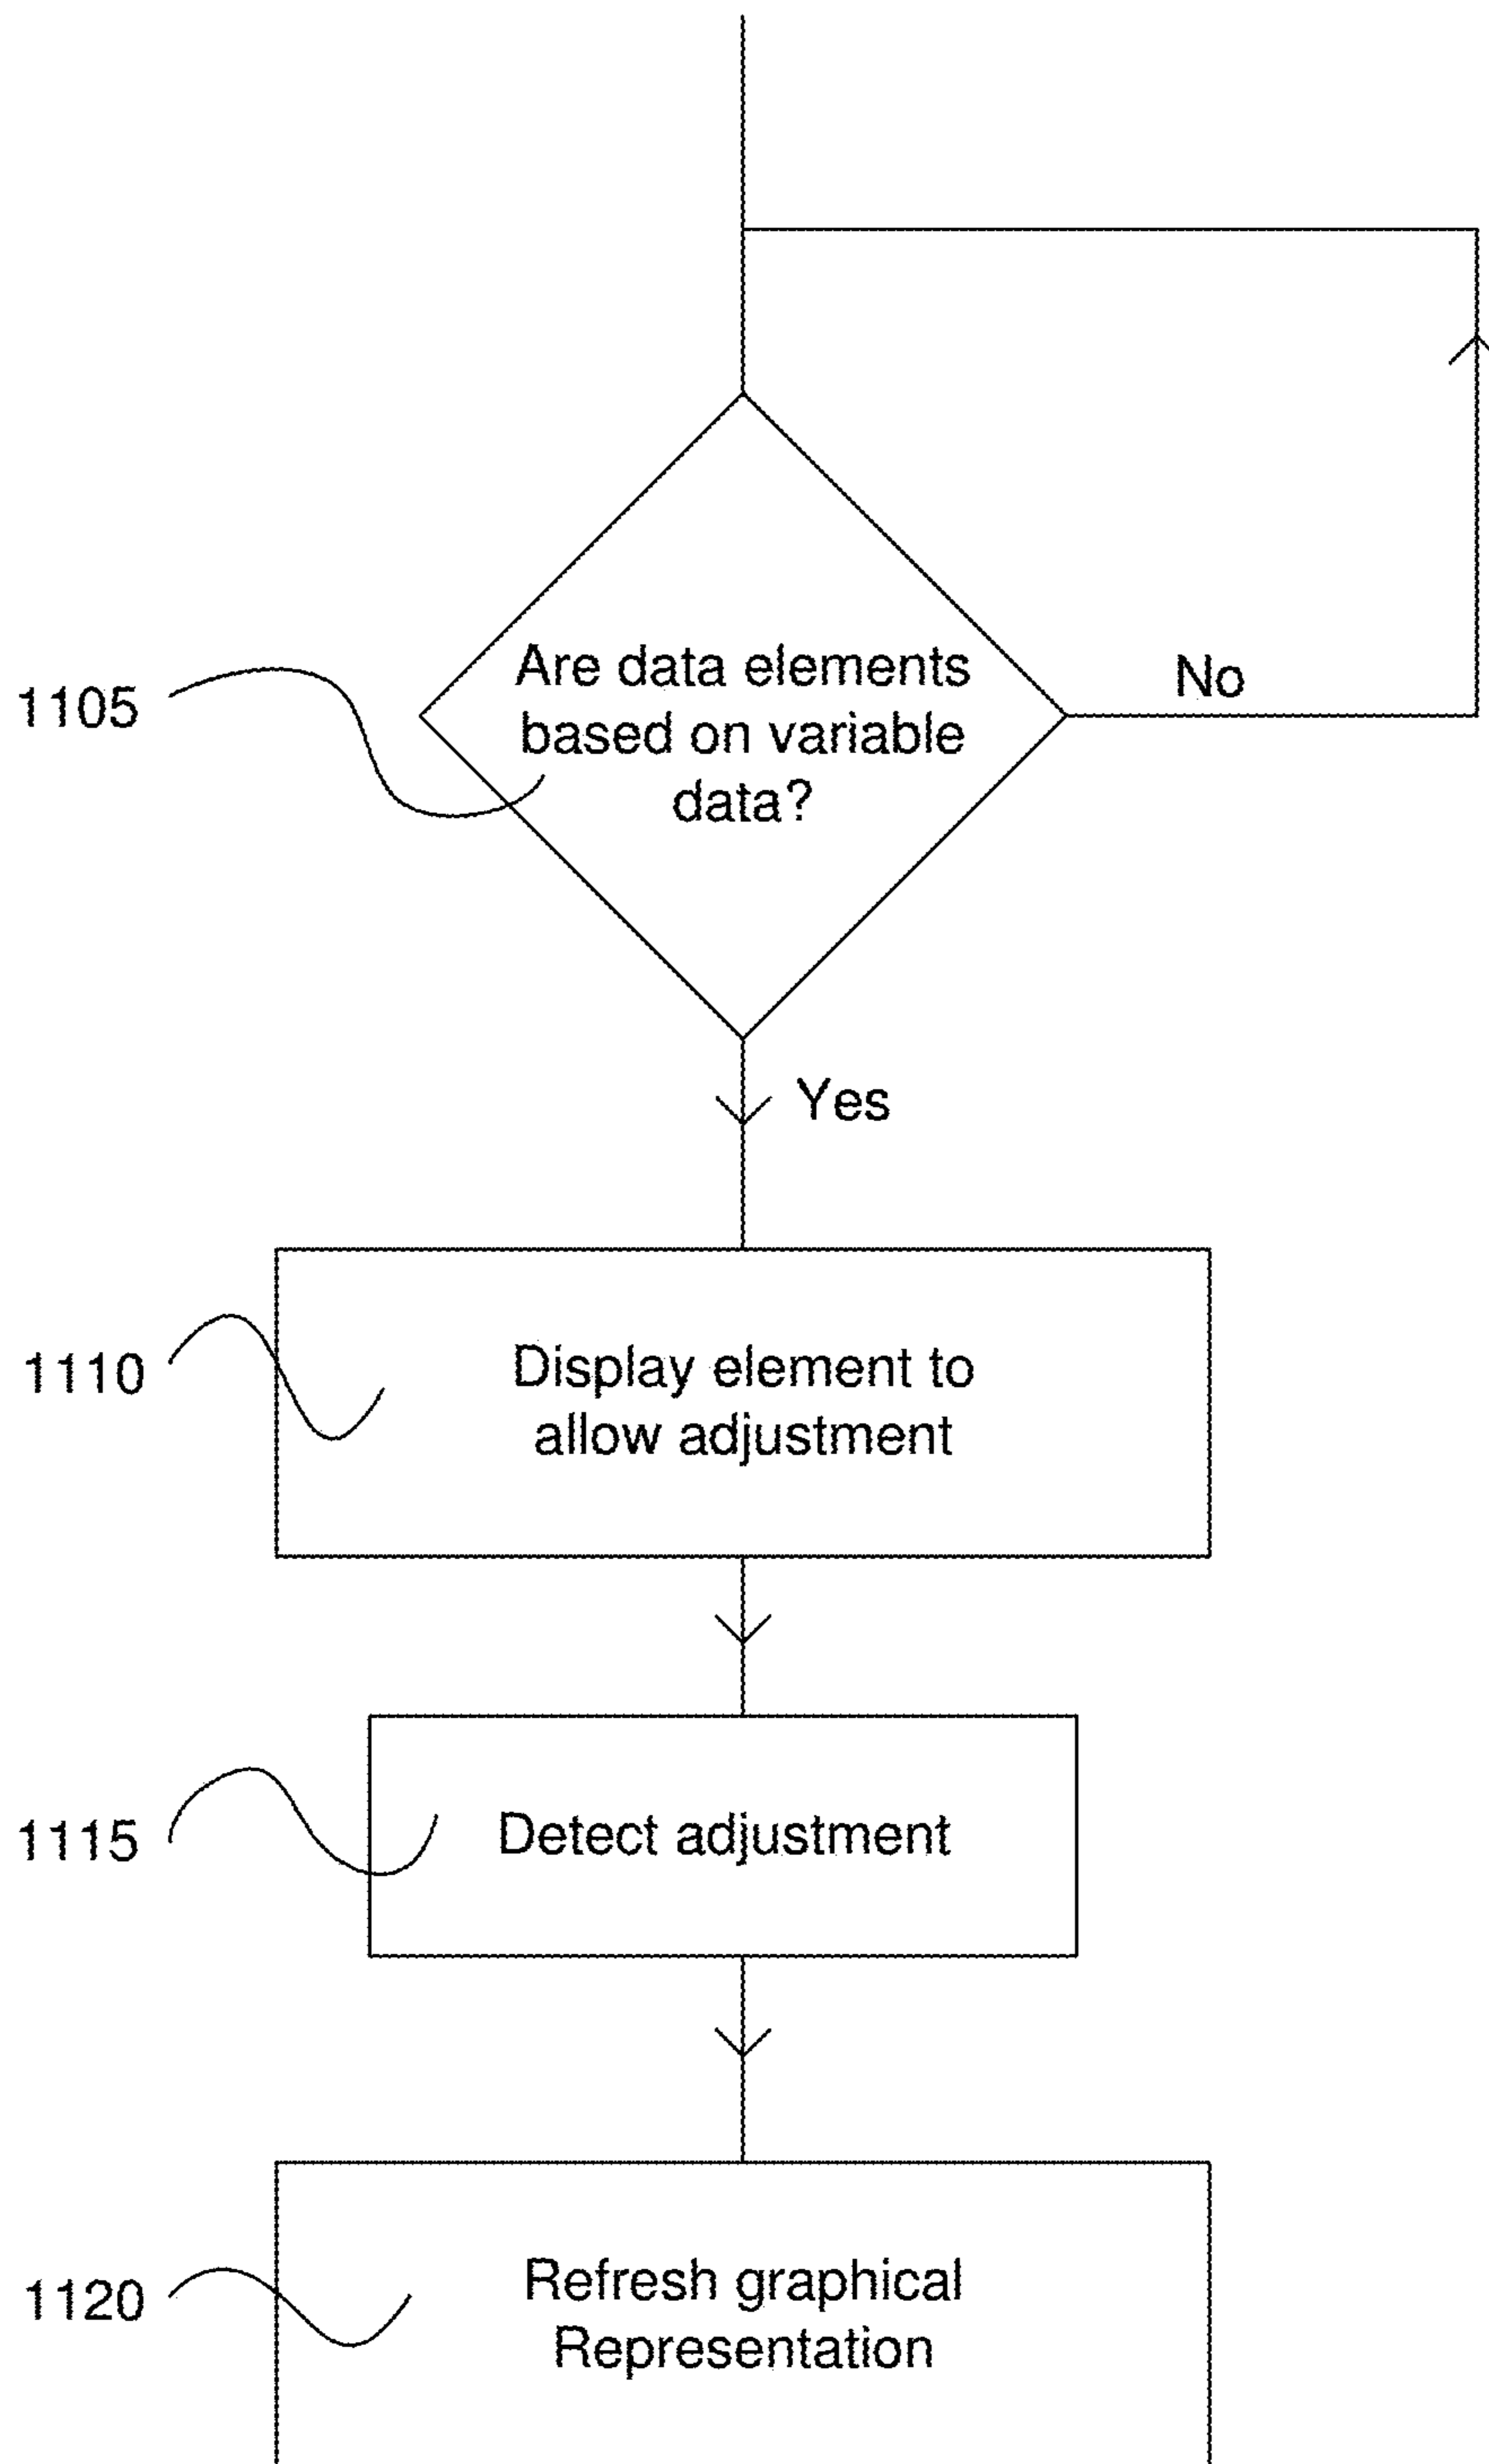 Are data elements
based on variable
data?
No
1105
Yes
1110
Display element to
allow adjustment
1115
Detect adjustment
1120
Refresh graphical
Representation